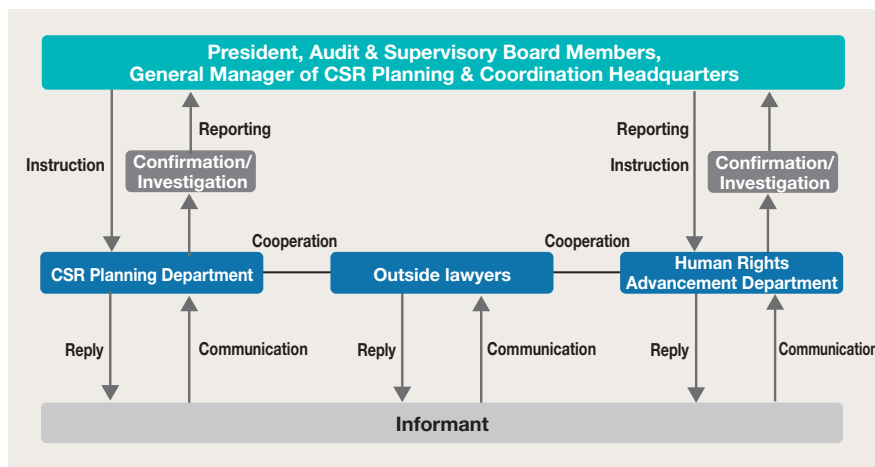 President, Audit & Supervisory Board Members,
General Manager of CSR Planning & Coordination Headquarters
Reporting
Reporting
Instruction
Confirmation/
Investigation
Instruction
Confirmation/
Investigation
Cooperation
Cooperation
CSR Planning Department
Outside lawyers
Human Rights
Advancement Department
Reply
Communication
Reply
Communication
Reply
Communication
Informant